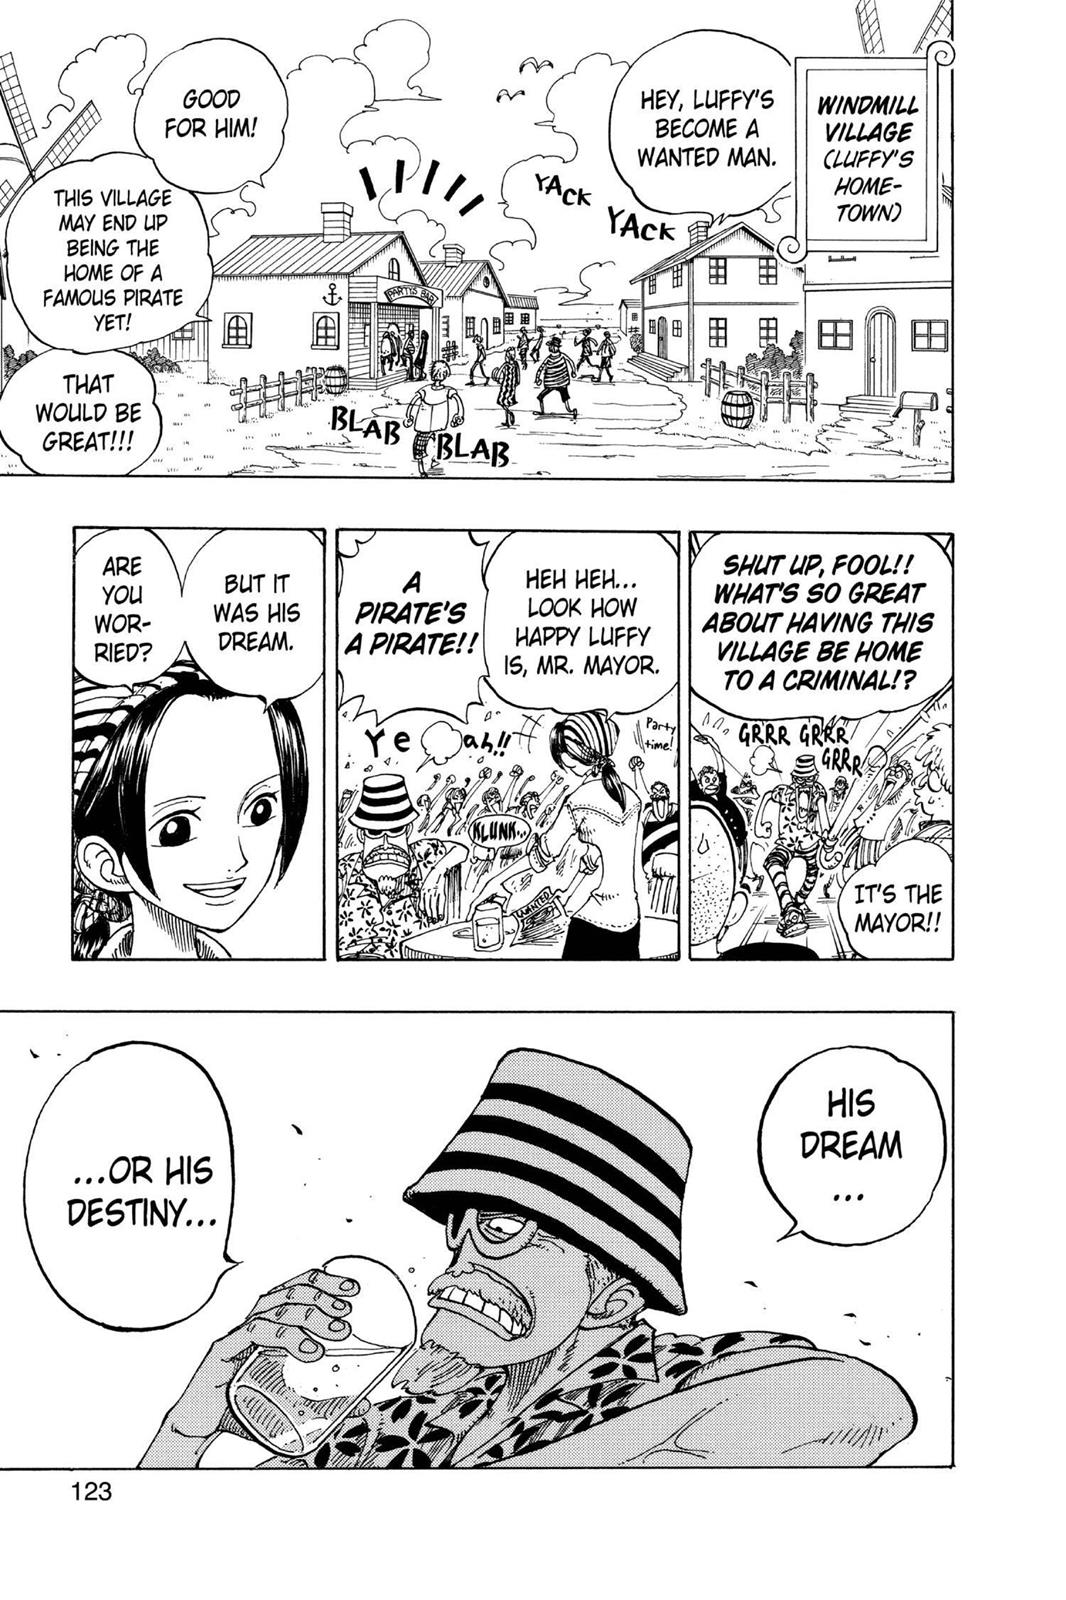 WINDMILL
VILLAGE
(LUFFY'S
HOME-
TOWN)
HEY, LUFFY'S
BECOME A
WANTED MAN.
YACK
YACK
GOOD
FOR HIM!
THIS VILLAGE
MAY END UP
BEING THE
HOME OF A
FAMOUS PIRATE
YET!
THAT
WOULD BE
GREAT!!!
PARTYS BAR
BLAB
BLAB
SHUT UP, FOOL!!
WHAT'S SO GREAT
ABOUT HAVING THIS
VILLAGE BE HOME
TO A CRIMINAL!?
GRRR GRRR
GRRR
IT'S THE
MAYOR!!
HEH HEH...
LOOK HOW
HAPPY LUFFY
IS, MR. MAYOR.
A
PIRATE'S
A PIRATE!!
Party
time!
Ye ah!!
KLUNK...
WANTED
BUT IT
WAS HIS
DREAM.
ARE
YOU
WOR-
RIED?
HIS
DREAM
...
...OR HIS
DESTINY...
123